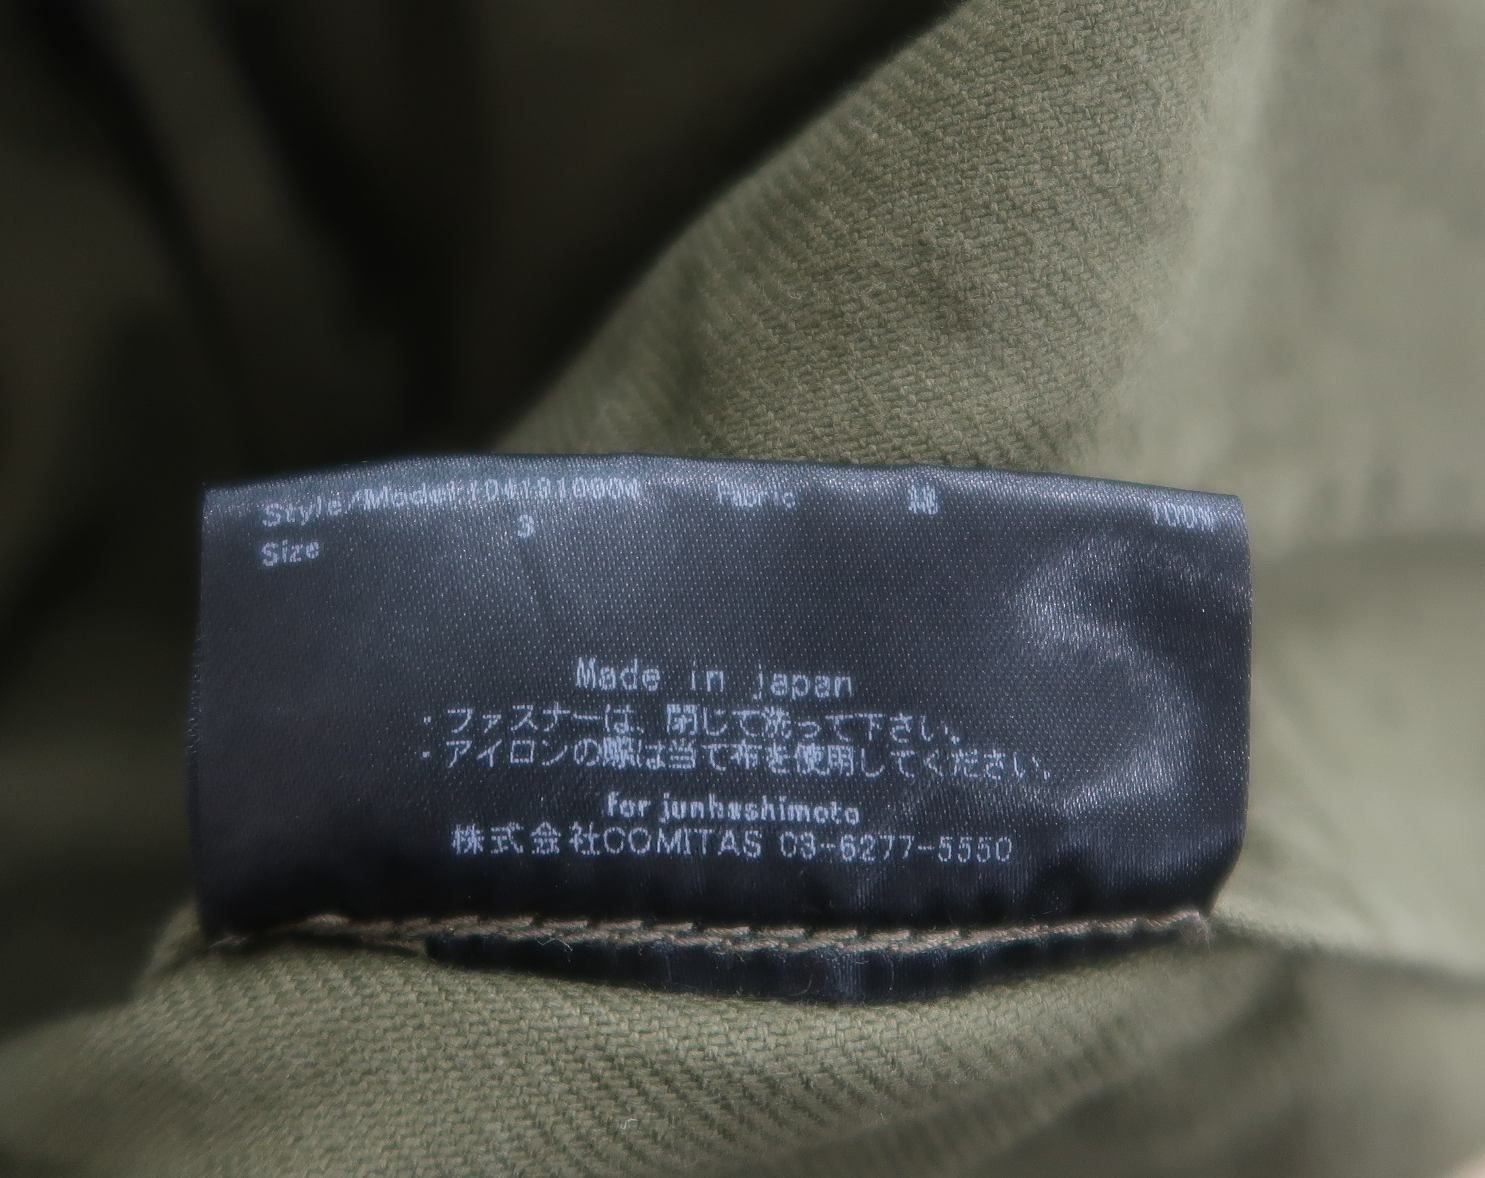 Style/Model 104181000N Fabric 綿 100%
Size 3
Made in japan
・ファスナーは、閉じて洗って下さい。
・アイロンの際は当て布を使用してください。
for junhashimoto
株式会社COMITAS 03-6277-5550